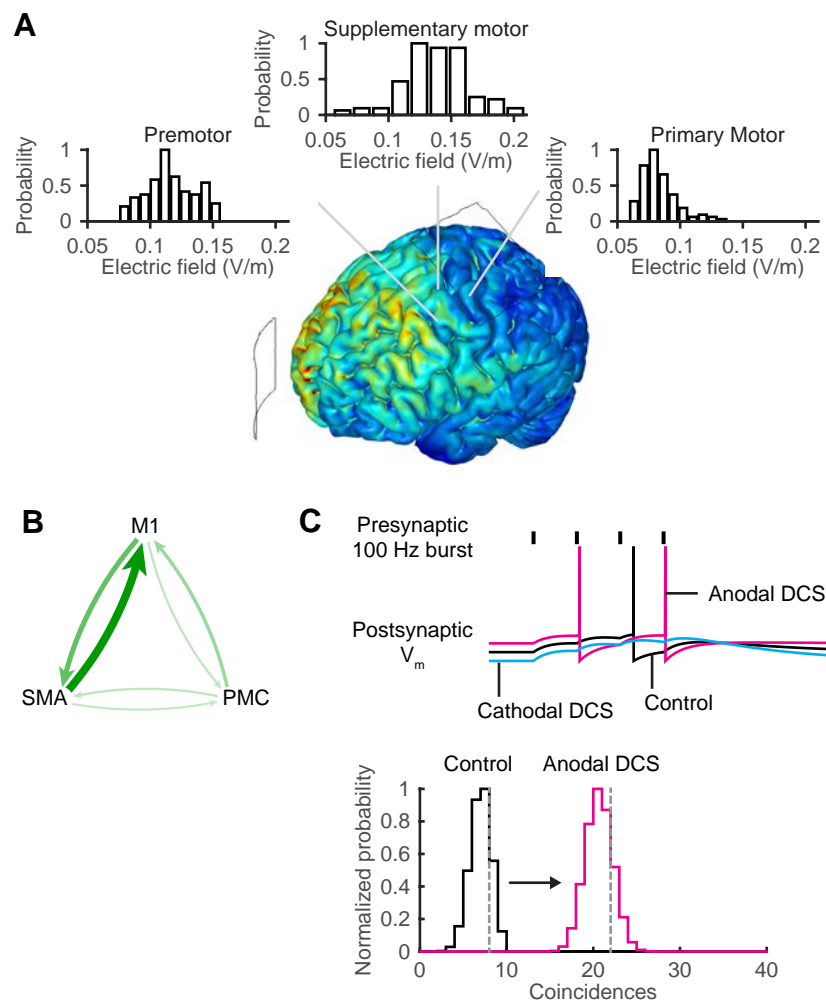 A
Supplementary motor
Probability
1
0.5
0
0.05 0.1 0.15 0.2
Electric field (V/m)
Premotor
Probability
1
0.5
0
0.05 0.1 0.15 0.2
Electric field (V/m)
Primary Motor
Probability
1
0.5
0
0.05 0.1 0.15 0.2
Electric field (V/m)
B
M1
SMA
PMC
C
Presynaptic
100 Hz burst
Anodal DCS
Postsynaptic
Vm
Cathodal DCS
Control
Control
Anodal DCS
Normalized probability
1
0.8
0.6
0.4
0.2
0
0 10 20 30 40
Coincidences